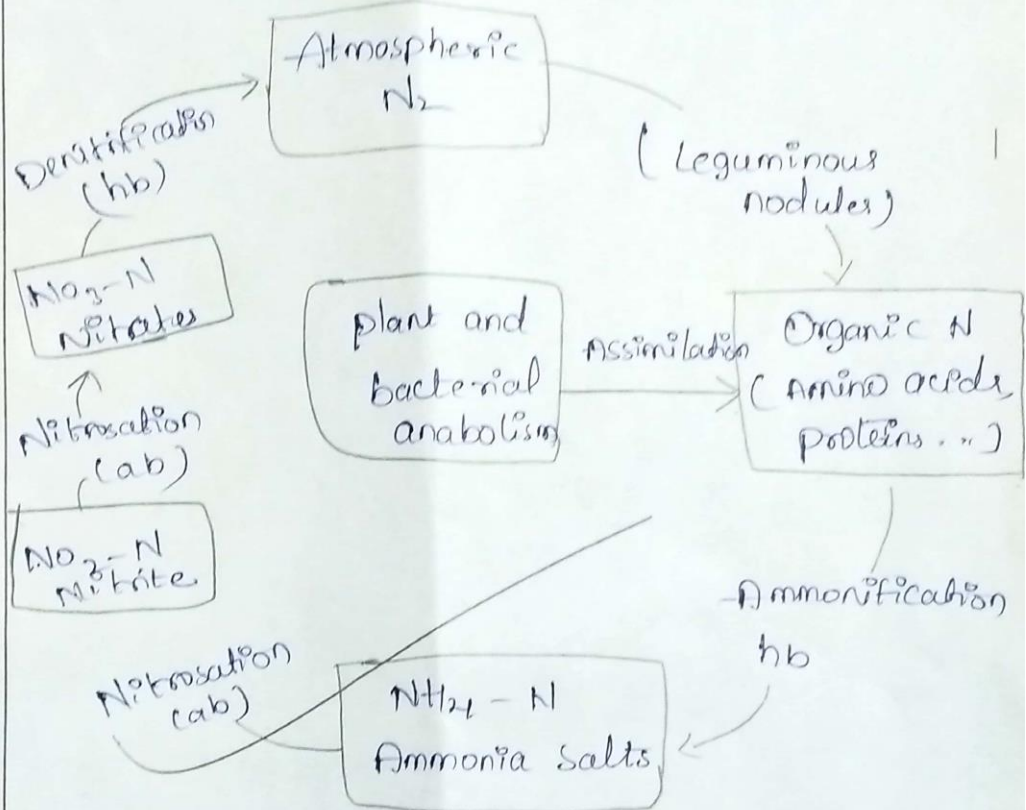 Atmospheric
N2
Denitrification
(hb)
(Leguminous
nodules)
NO3-N
Nitrates
plant and
bacterial
anabolism
Assimilation
Organic N
(Amino acids,
proteins...)
Nitrosation
(ab)
NO2-N
Nitrite
Ammonification
hb
Nitrosation
(ab)
NH4-N
Ammonia salts